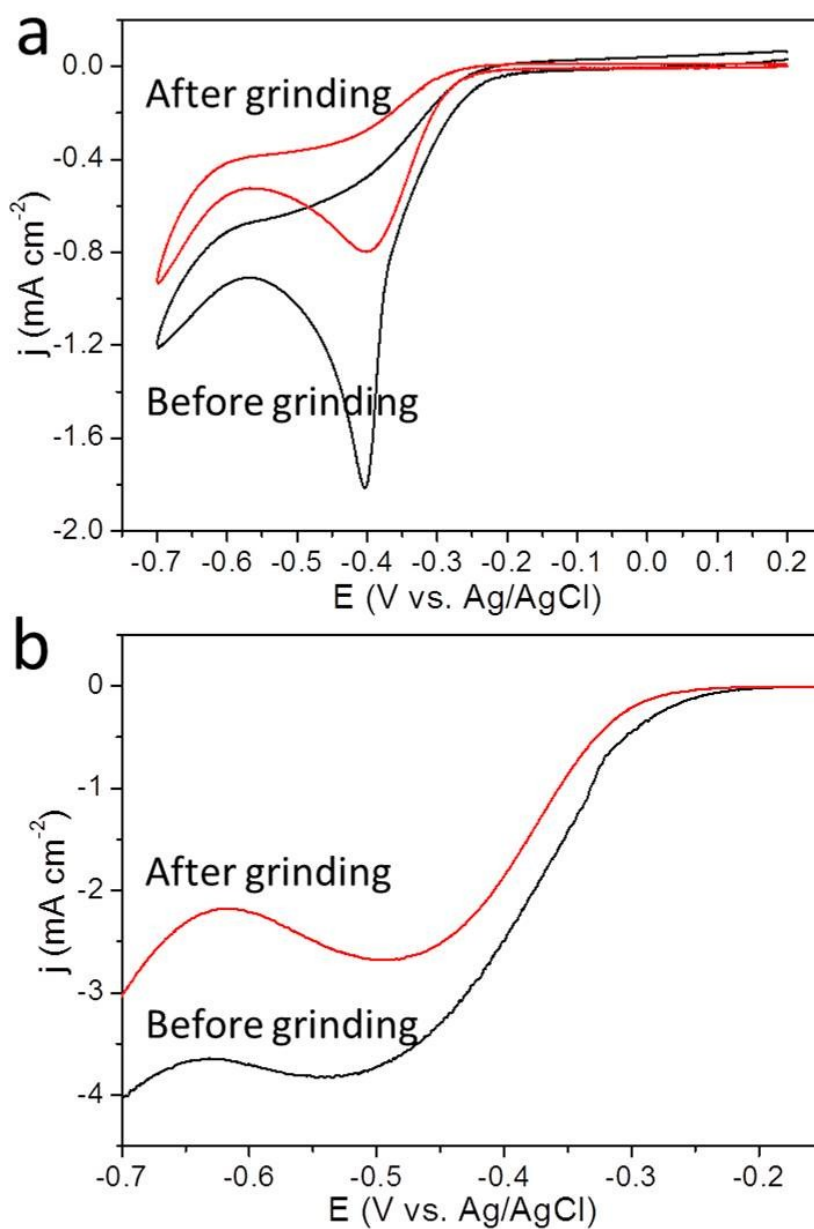 a
0.0
-0.4
-0.8
-1.2
-1.6
-2.0
j (mA cm⁻²)
After grinding
Before grinding
-0.7 -0.6 -0.5 -0.4 -0.3 -0.2 -0.1 0.0 0.1 0.2
E (V vs. Ag/AgCl)
b
0
-1
-2
-3
-4
j (mA cm⁻²)
After grinding
Before grinding
-0.7 -0.6 -0.5 -0.4 -0.3 -0.2
E (V vs. Ag/AgCl)